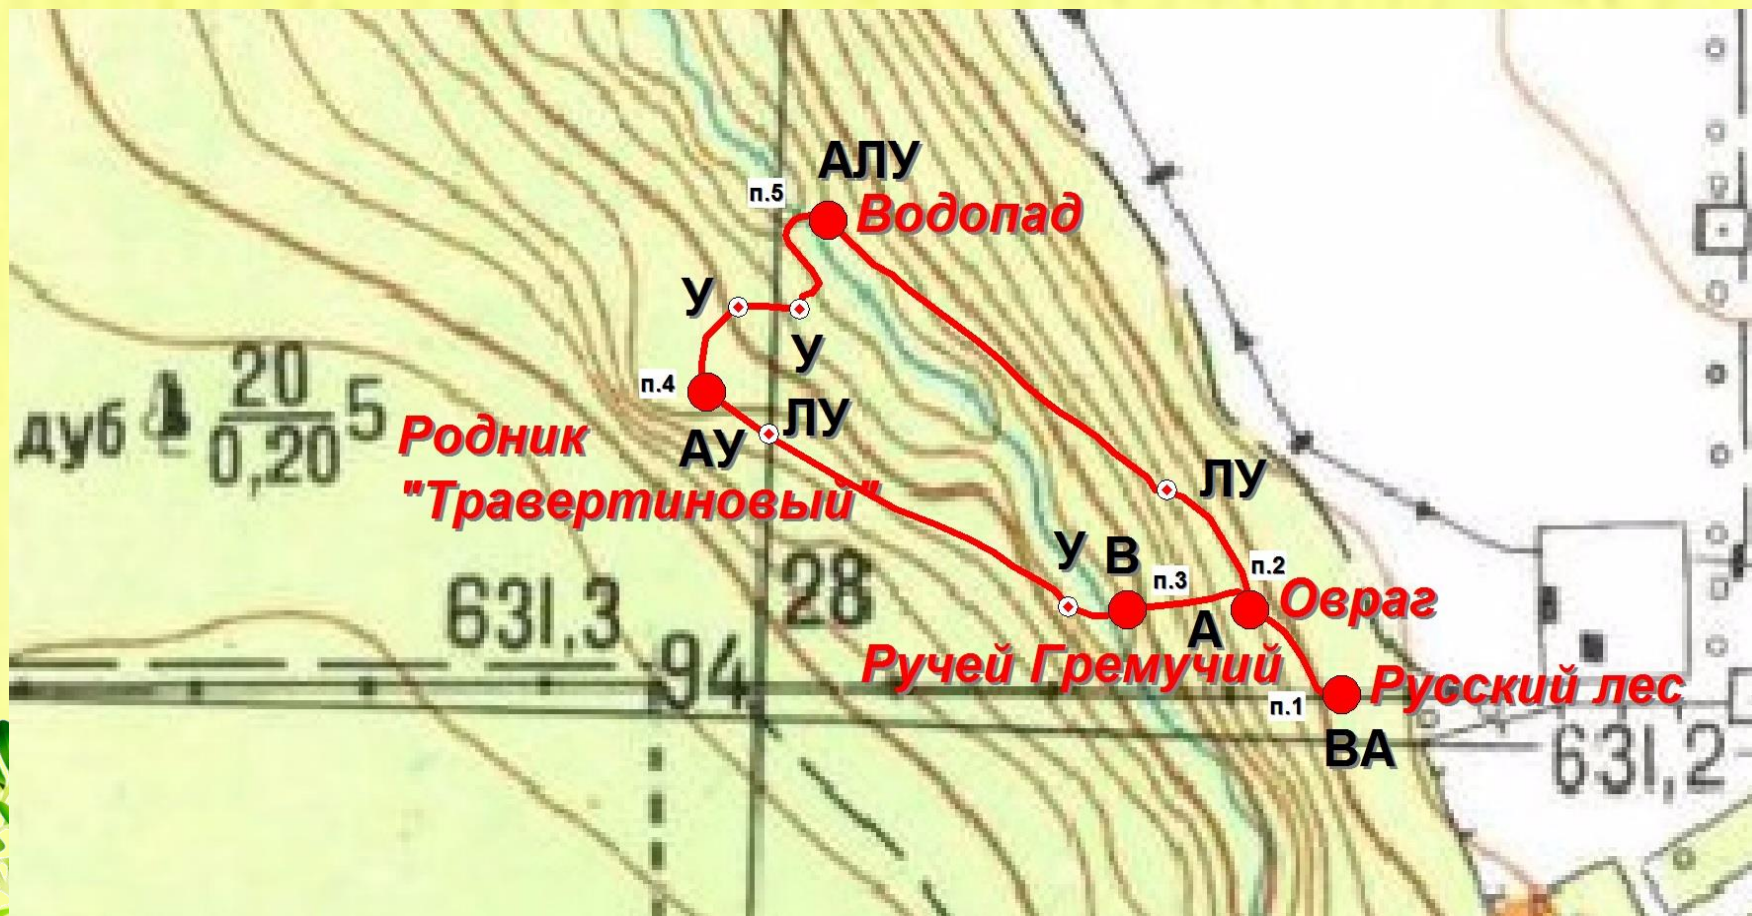 АЛУ
п.5
Водопад
У
У
п.4
20
дуб
5
0,20
ЛУ
Родник
АУ
"Травертиновый"
ЛУ
У
В
п.2
28
п.3
Овраг
631,3
А
94
Ручей Гремучий
Русский лес
п.1
ВА
631,2